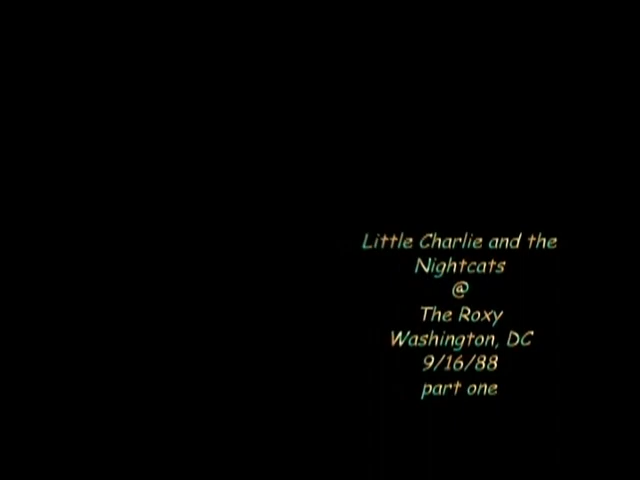 Little Charlie and the
Nightcats
@
The Roxy
Washington, DC
9/16/88
part one